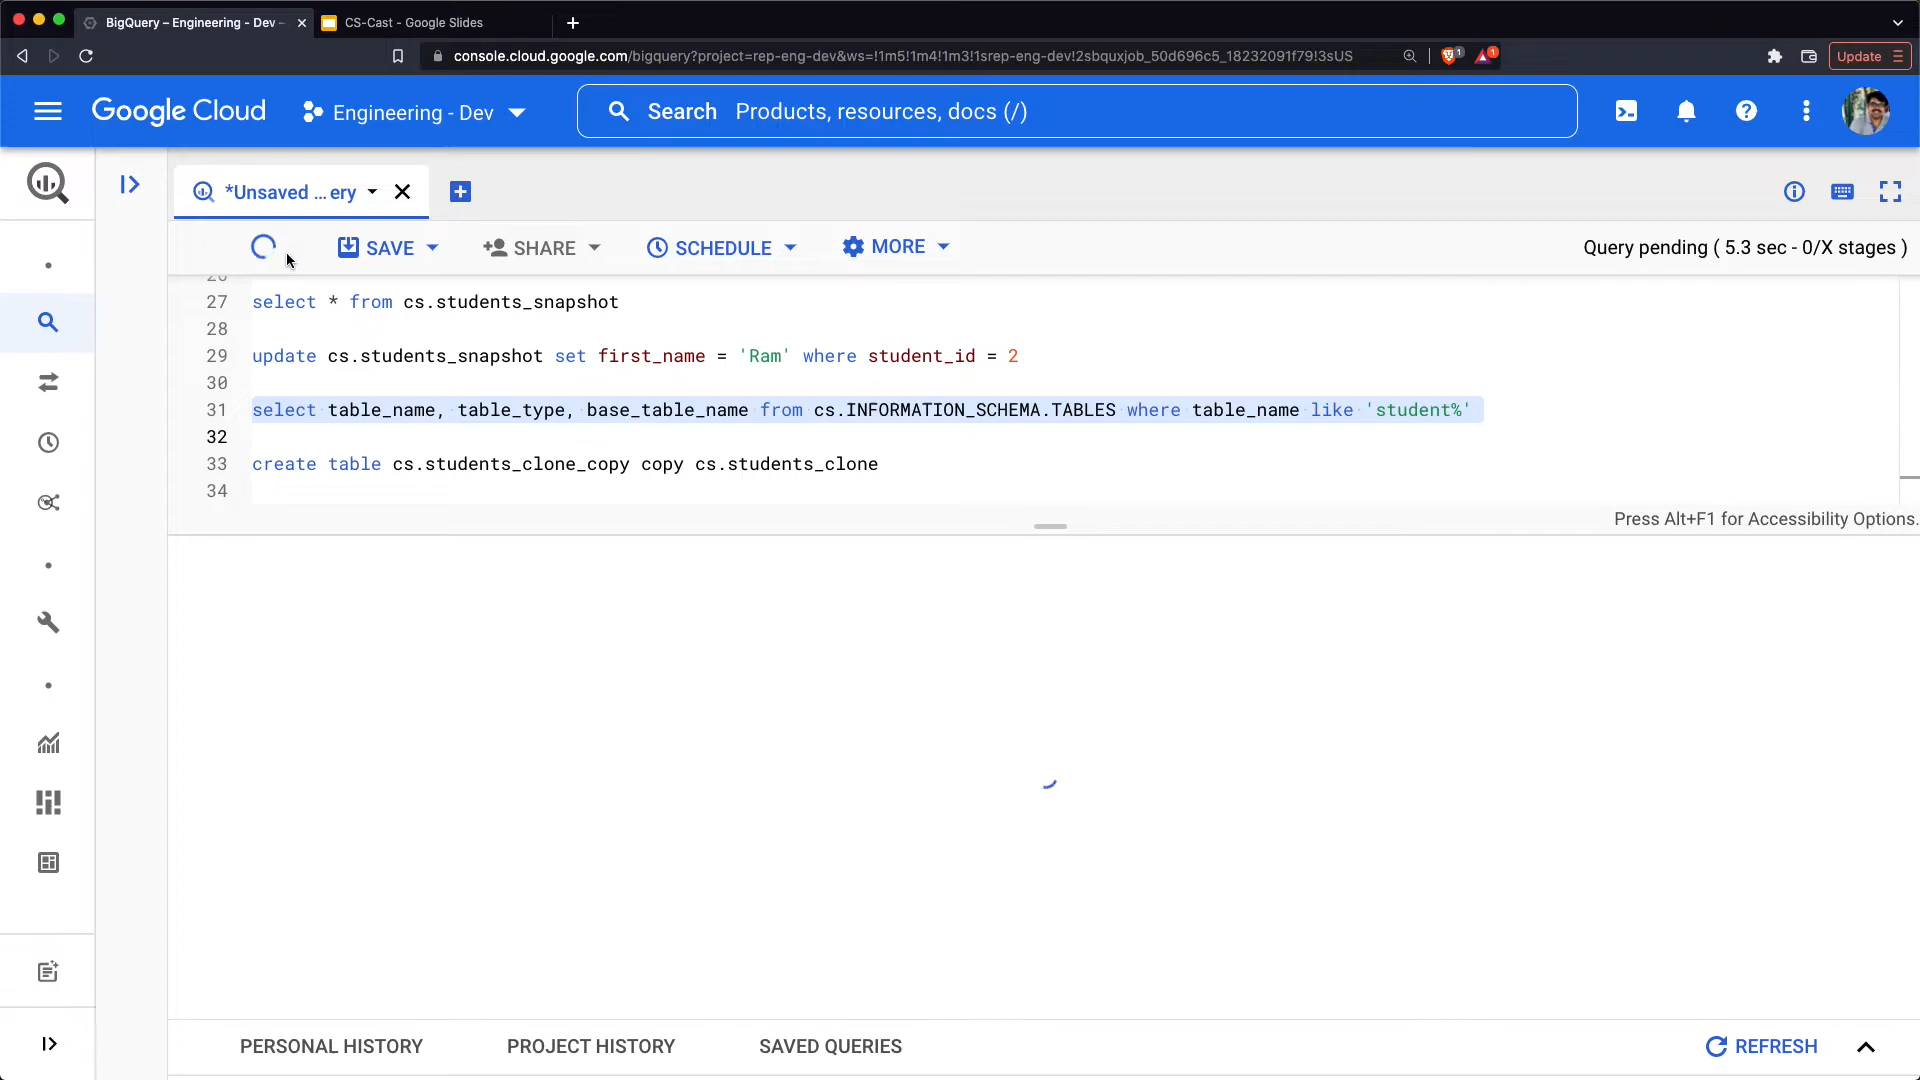 BigQuery – Engineering - Dev –
CS-Cast - Google Slides
console.cloud.google.com/bigquery?project=rep-eng-dev&ws=!1m5!1m4!1m3!1srep-eng-dev!2sbquxjob_50d696c5_18232091f79!3sUS
1
1
Update
Google Cloud
Engineering - Dev
Search Products, resources, docs (/)
*Unsaved ... ery
SAVE
SHARE
SCHEDULE
MORE
Query pending ( 5.3 sec - 0/X stages )
26
27 select * from cs.students_snapshot
28
29 update cs.students_snapshot set first_name = 'Ram' where student_id = 2
30
31 select table_name, table_type, base_table_name from cs.INFORMATION_SCHEMA.TABLES where table_name like 'student%'
32
33 create table cs.students_clone_copy copy cs.students_clone
34
Press Alt+F1 for Accessibility Options.
PERSONAL HISTORY
PROJECT HISTORY
SAVED QUERIES
REFRESH